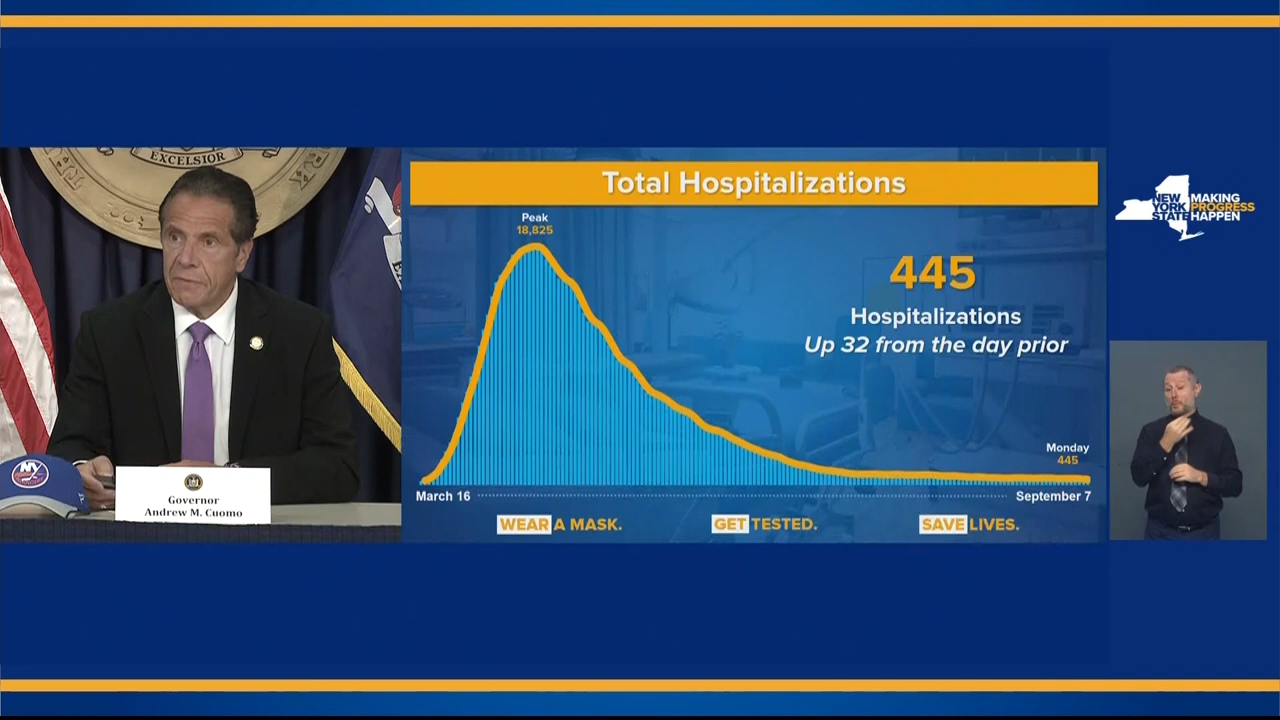 EXCELSIOR
NY
Governor
Andrew M. Cuomo
Total Hospitalizations
Peak
18,825
445
Hospitalizations
Up 32 from the day prior
Monday
445
March 16
September 7
WEAR A MASK.
GET TESTED.
SAVE LIVES.
NEW YORK STATE
MAKING PROGRESS HAPPEN